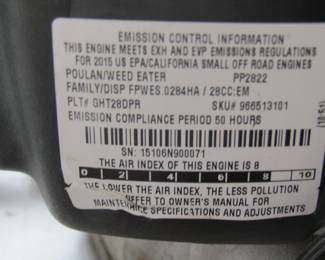 EMISSION CONTROL INFORMATION
THIS ENGINE MEETS EXH AND EVP EMISSIONS REGULATIONS
FOR 2015 US EPA/CALIFORNIA SMALL OFF ROAD ENGINES
POULAN/WEED EATER PP2822
FAMILY/DISP FPWES.0284HA / 28CC:EM
PLT# GHT28DPR SKU# 966513101
EMISSION COMPLIANCE PERIOD 50 HOURS
(10:51)
SN: 15106N900071
THE AIR INDEX OF THIS ENGINE IS 8
0 2 4 6 8 10
THE LOWER THE AIR INDEX, THE LESS POLLUTION
REFER TO OWNER'S MANUAL FOR
MAINTENANCE SPECIFICATIONS AND ADJUSTMENTS